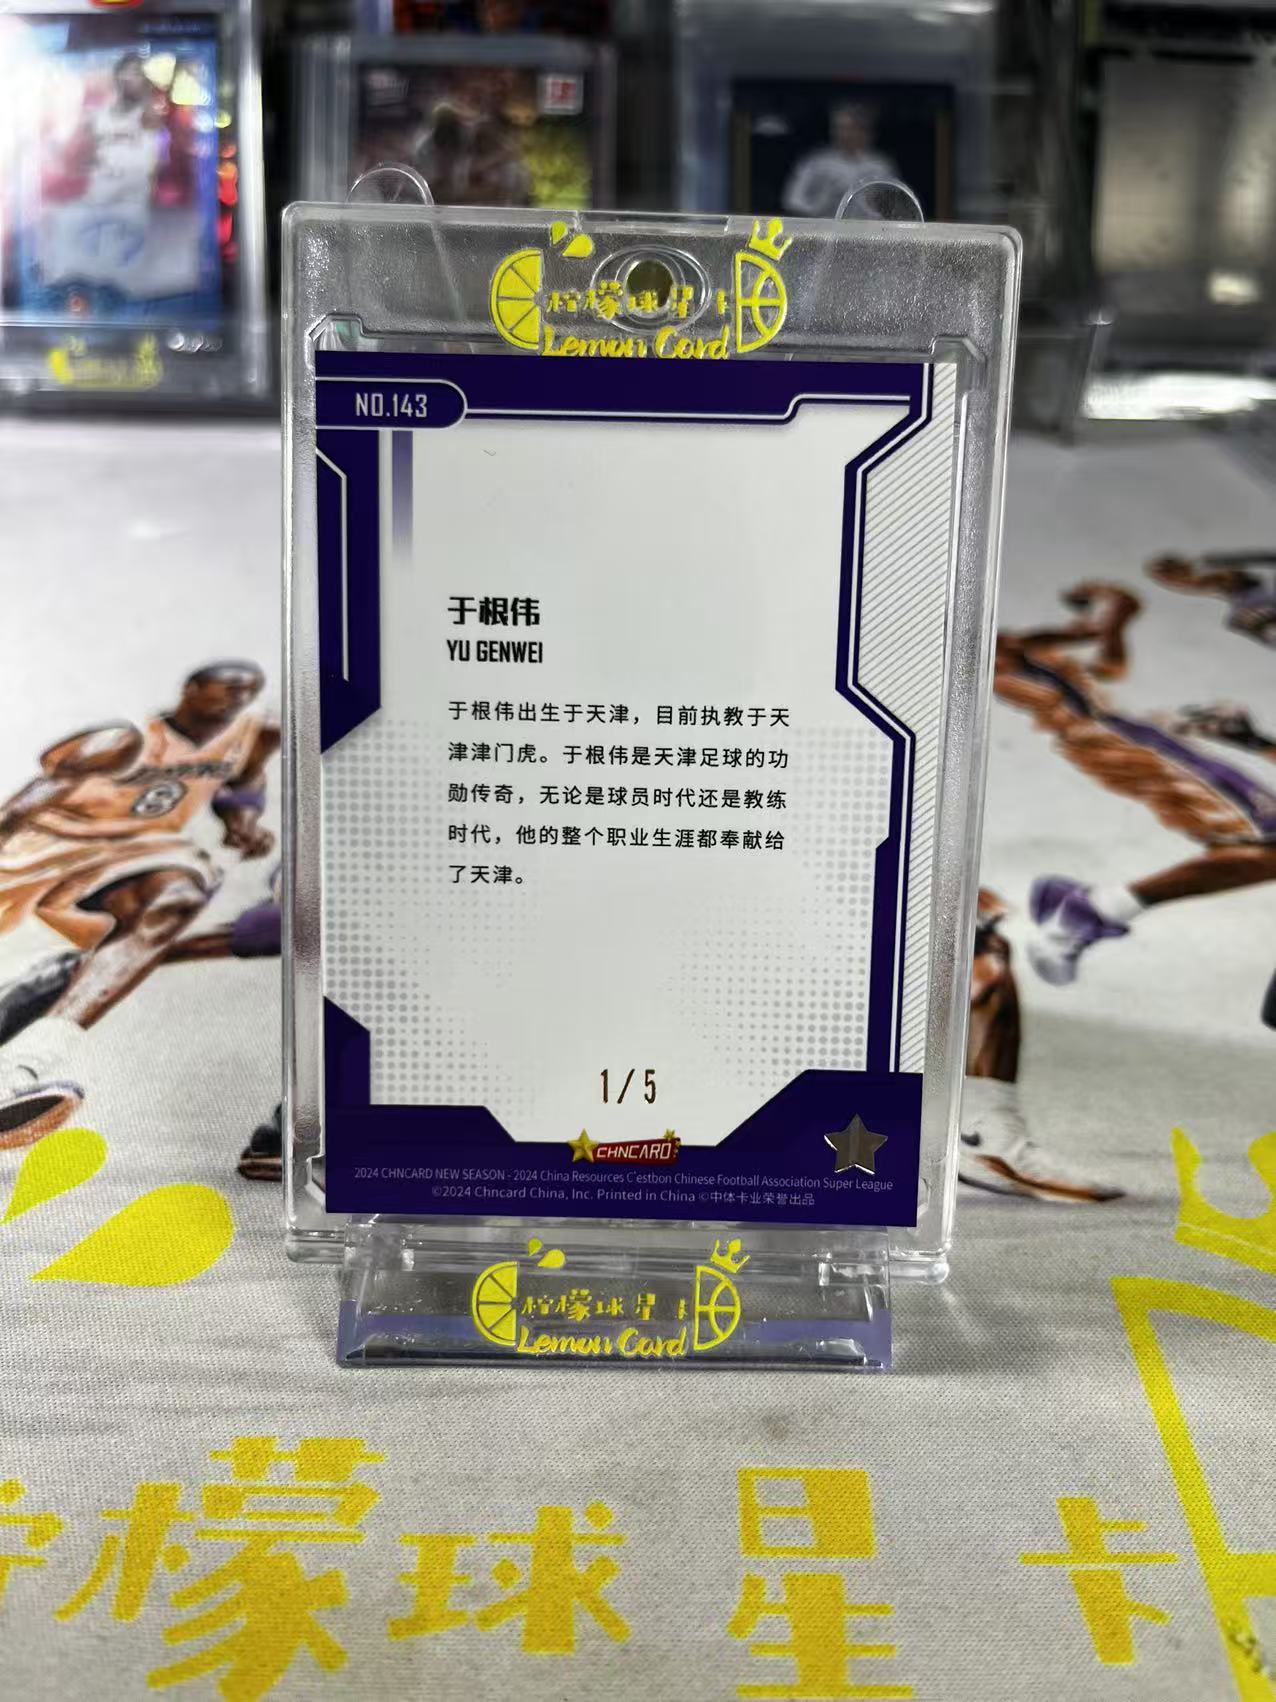 柠檬球星卡
Lemon Card
NO.143
于根伟
YU GENWEI
于根伟出生于天津，目前执教于天
津津门虎。于根伟是天津足球的功
勋传奇，无论是球员时代还是教练
时代，他的整个职业生涯都奉献给
了天津。
1/5
CHNCARD
2024 CHNCARD NEW SEASON - 2024 China Resources C'estbon Chinese Football Association Super League
©2024 Chncard China, Inc. Printed in China ©中体卡业荣誉出品
柠檬球星卡
Lemon Card
柠檬球星卡